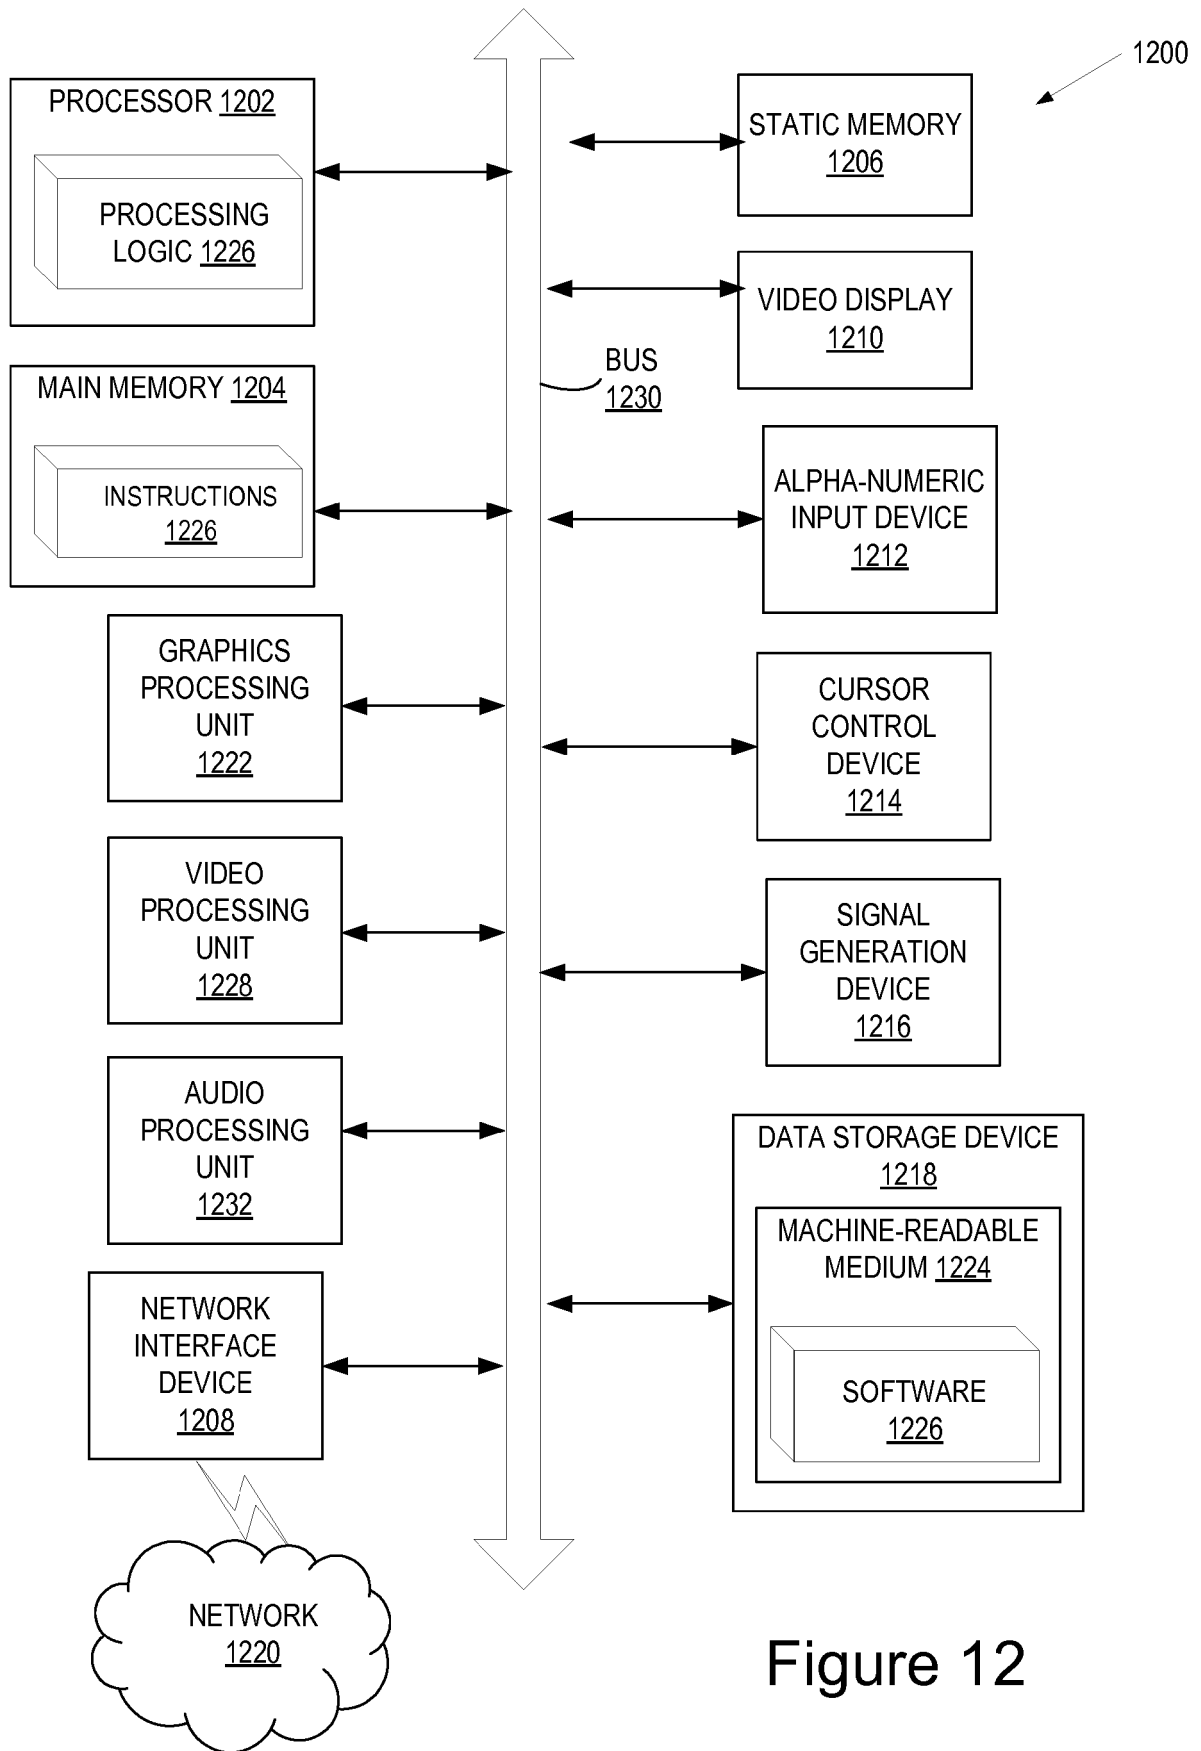 1200
PROCESSOR 1202
PROCESSING
LOGIC 1226
STATIC MEMORY
1206
VIDEO DISPLAY
1210
BUS
1230
MAIN MEMORY 1204
INSTRUCTIONS
1226
ALPHA-NUMERIC
INPUT DEVICE
1212
GRAPHICS
PROCESSING
UNIT
1222
CURSOR
CONTROL
DEVICE
1214
VIDEO
PROCESSING
UNIT
1228
SIGNAL
GENERATION
DEVICE
1216
AUDIO
PROCESSING
UNIT
1232
DATA STORAGE DEVICE
1218
MACHINE-READABLE
MEDIUM 1224
SOFTWARE
1226
NETWORK
INTERFACE
DEVICE
1208
NETWORK
1220
Figure 12